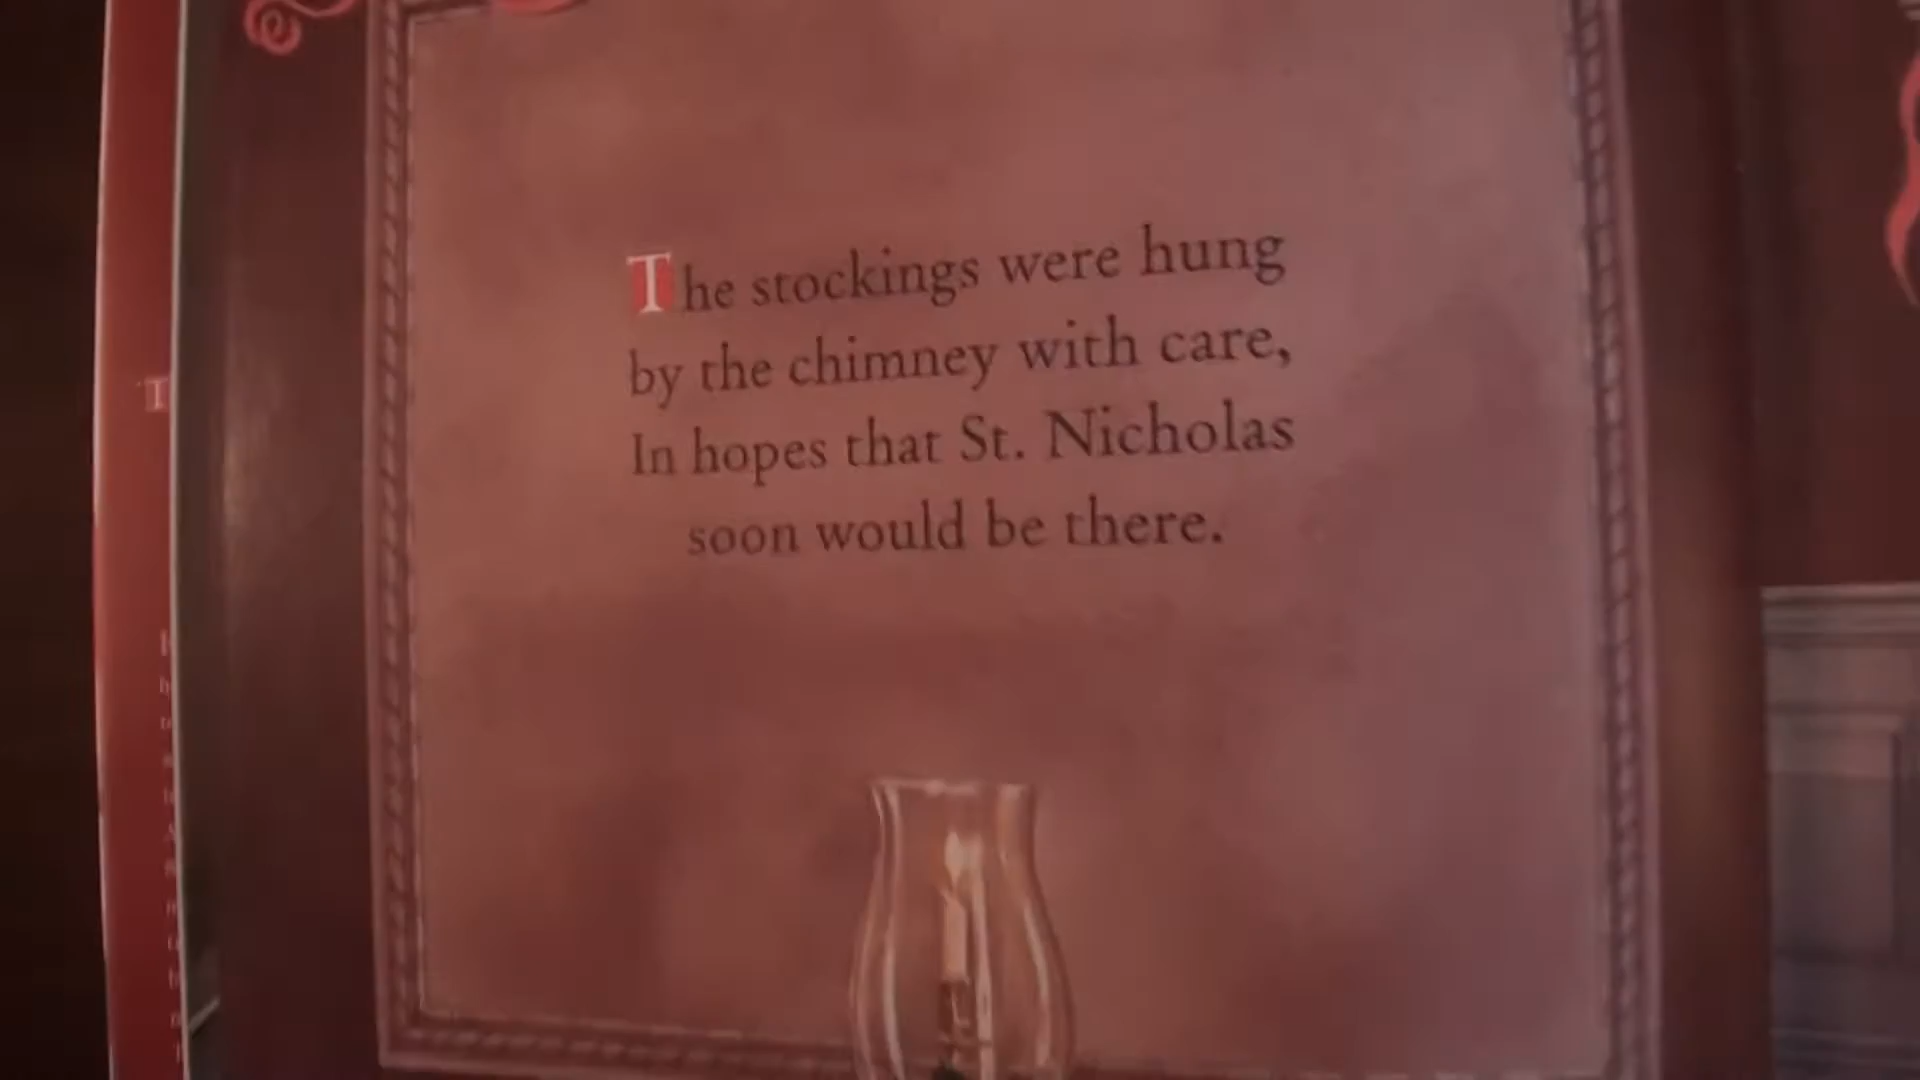 The stockings were hung
by the chimney with care,
In hopes that St. Nicholas
soon would be there.